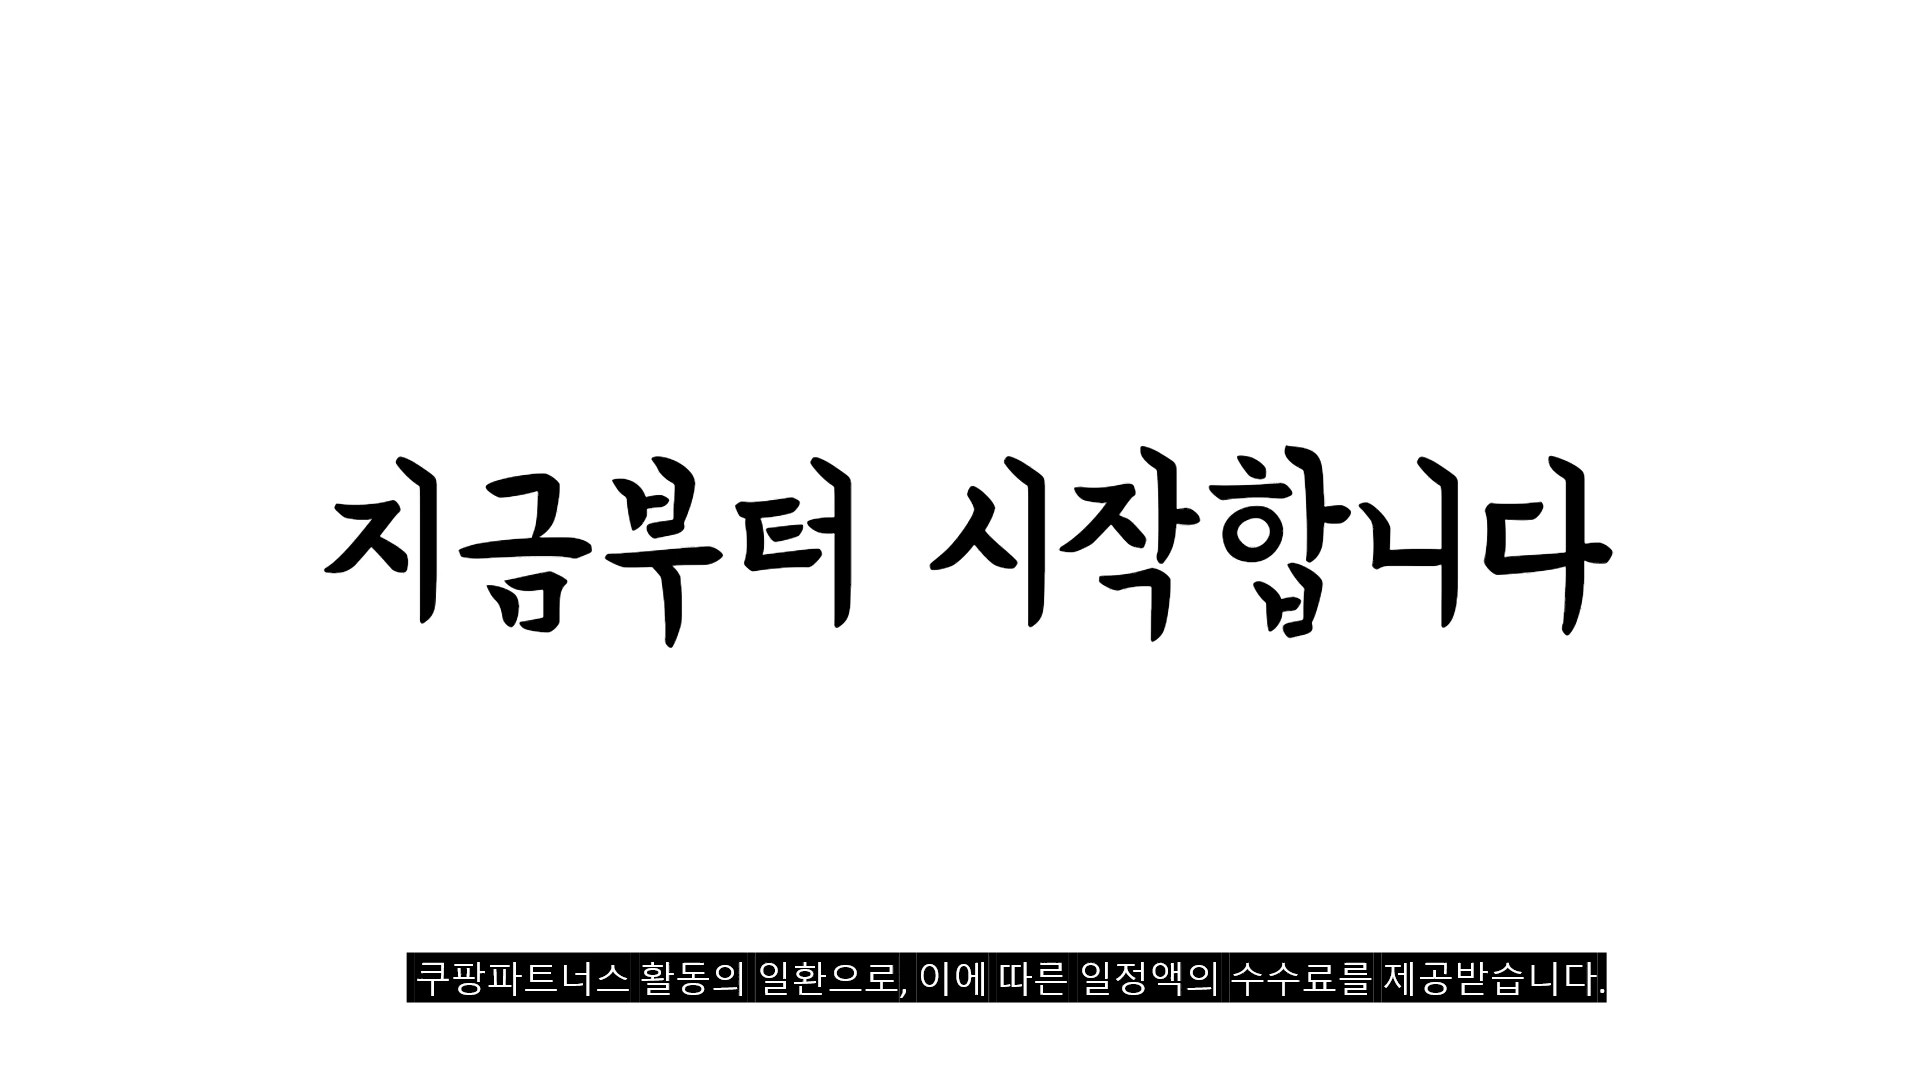 지금부터 시작합니다
쿠팡파트너스 활동의 일환으로, 이에 따른 일정액의 수수료를 제공받습니다.